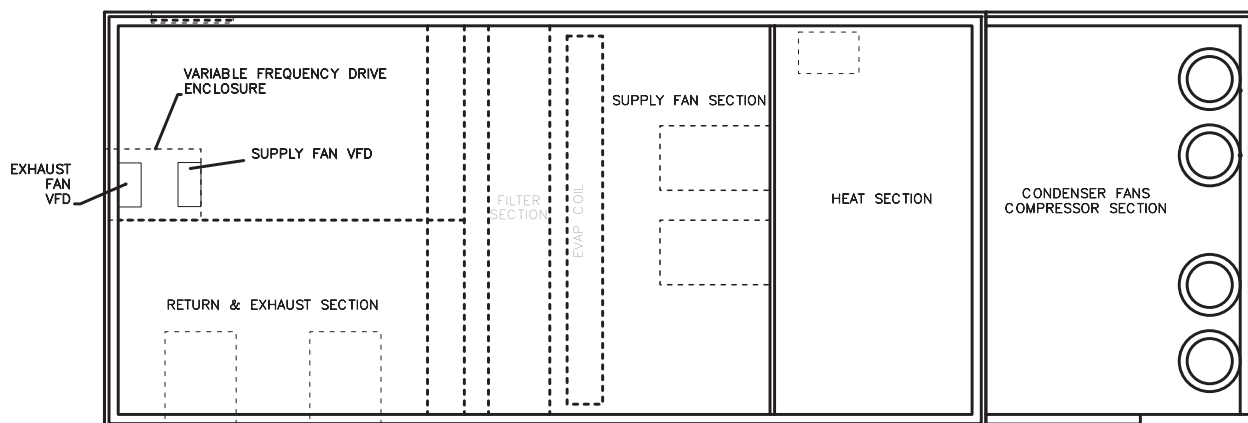 VARIABLE FREQUENCY DRIVE
ENCLOSURE
SUPPLY FAN VFD
EXHAUST
FAN
VFD
RETURN & EXHAUST SECTION
FILTER
SECTION
EVAP COIL
SUPPLY FAN SECTION
HEAT SECTION
CONDENSER FANS
COMPRESSOR SECTION